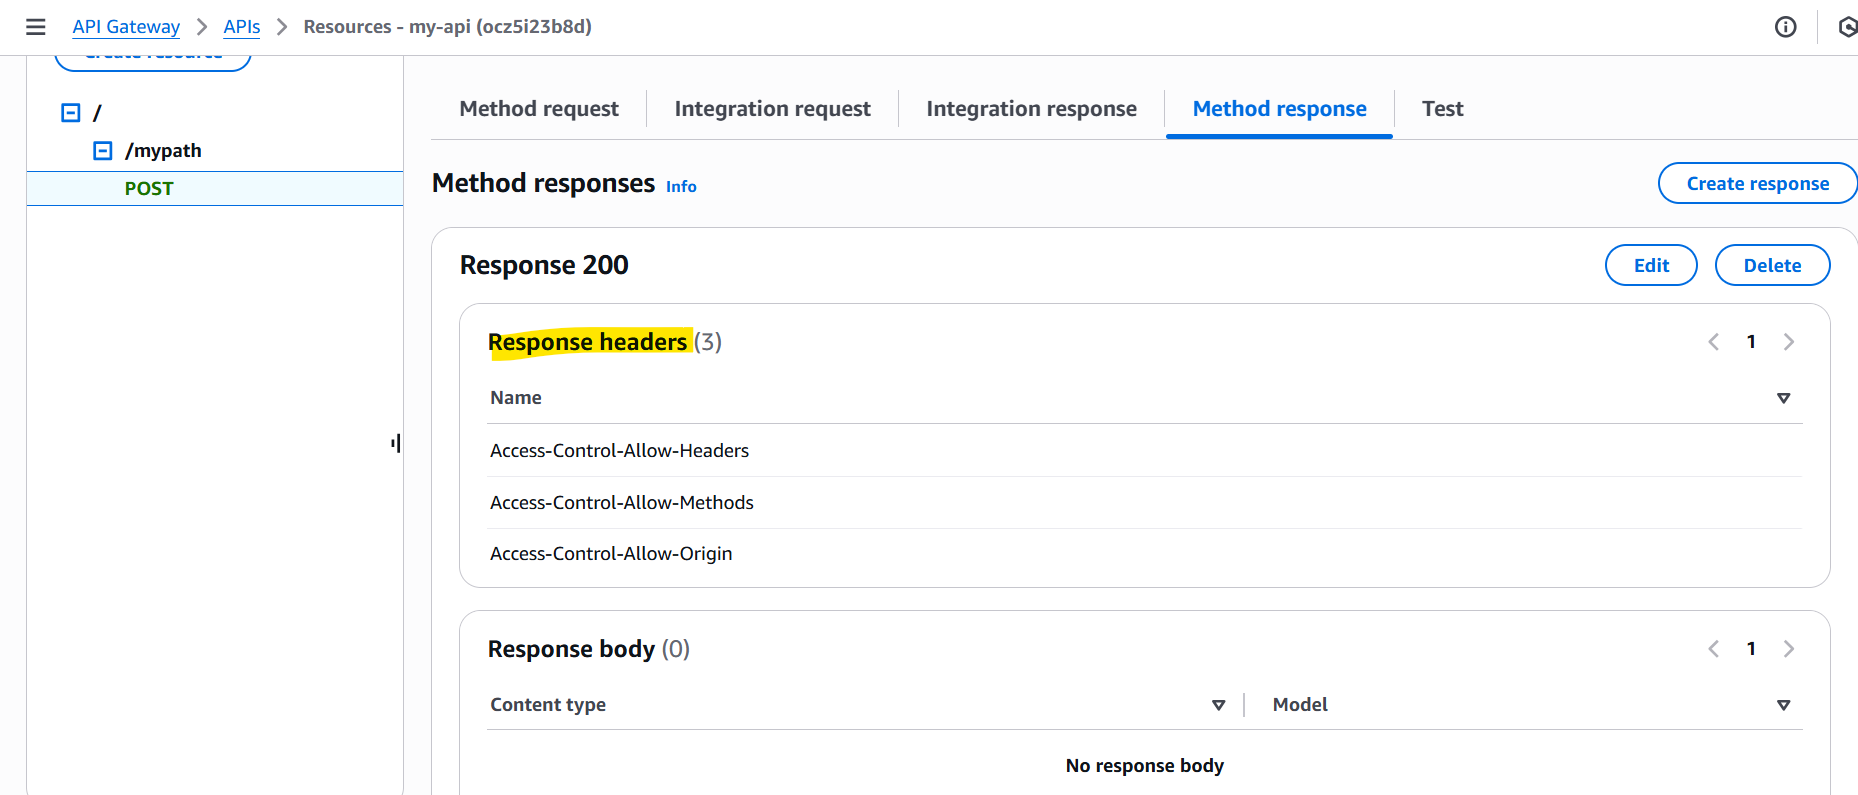 API Gateway > APIs > Resources - my-api (ocz5i23b8d)
Create resource
/
/mypath
POST
Method request
Integration request
Integration response
Method response
Test
Method responses Info
Create response
Response 200
Edit
Delete
Response headers (3)
1
Name
Access-Control-Allow-Headers
Access-Control-Allow-Methods
Access-Control-Allow-Origin
Response body (0)
1
Content type
Model
No response body